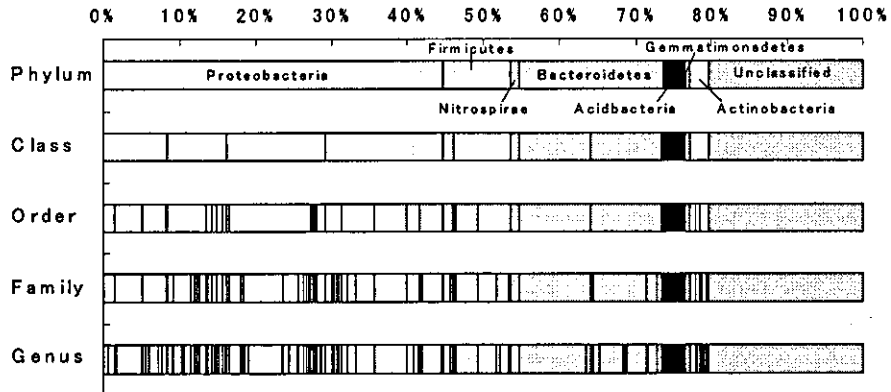 0% 10% 20% 30% 40% 50% 60% 70% 80% 90% 100%
Firmiputes Gemmatimonadetes
Phylum Proteobacteria Bacteroidetes Unclassified
Nitrospirae Acidbacteria Actinobacteria
Class
Order
Family
Genus